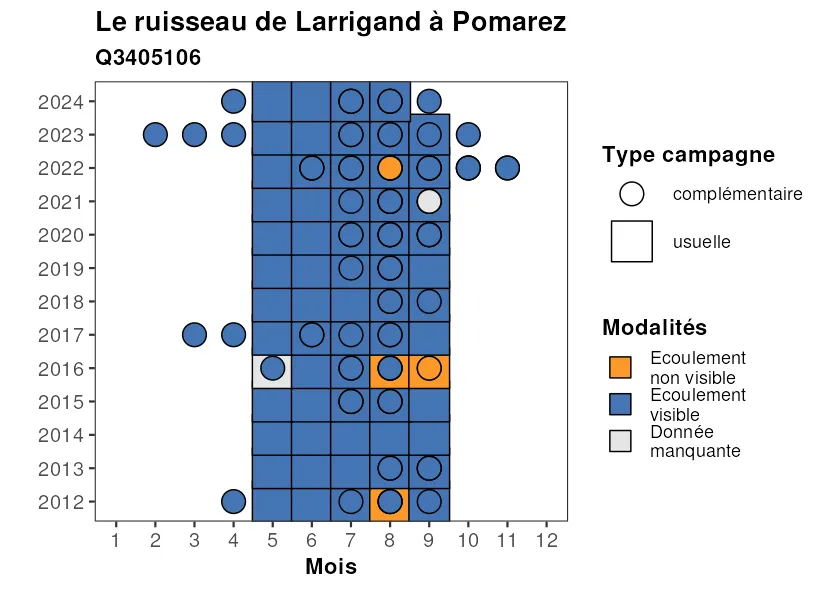 Le ruisseau de Larrigand à Pomarez
Q3405106
2024
2023
2022
2021
2020
2019
2018
2017
2016
2015
2014
2013
2012
1 2 3 4 5 6 7 8 9 10 11 12
Mois
Type campagne
complémentaire
usuelle
Modalités
Ecoulement
non visible
Ecoulement
visible
Donnée
manquante